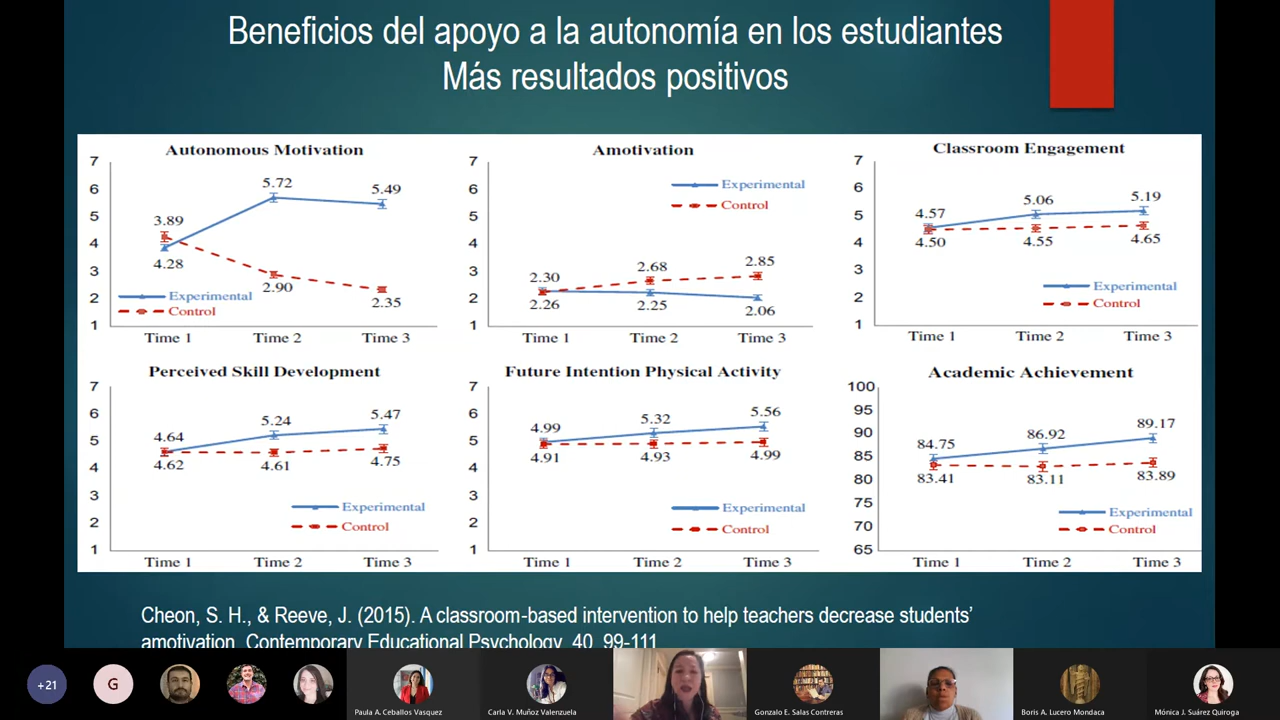 Beneficios del apoyo a la autonomía en los estudiantes
Más resultados positivos
Autonomous Motivation
7
6
5
4
3
2
1
3.89
5.72
5.49
4.28
2.90
2.35
Experimental
Control
Time 1 Time 2 Time 3
Amotivation
7
6
5
4
3
2
1
Experimental
Control
2.30
2.68
2.85
2.26
2.25
2.06
Time 1 Time 2 Time 3
Classroom Engagement
7
6
5
4
3
2
1
4.57
5.06
5.19
4.50
4.55
4.65
Experimental
Control
Time 1 Time 2 Time 3
Perceived Skill Development
7
6
5
4
3
2
1
4.64
5.24
5.47
4.62
4.61
4.75
Experimental
Control
Time 1 Time 2 Time 3
Future Intention Physical Activity
7
6
5
4
3
2
1
4.99
5.32
5.56
4.91
4.93
4.99
Experimental
Control
Time 1 Time 2 Time 3
Academic Achievement
100
95
90
85
80
75
70
65
84.75
86.92
89.17
83.41
83.11
83.89
Experimental
Control
Time 1 Time 2 Time 3
Cheon, S. H., & Reeve, J. (2015). A classroom-based intervention to help teachers decrease students'
amotivation. Contemporary Educational Psychology, 40, 99-111
+21
G
Paula A. Ceballos Vasquez
Carla V. Muñoz Valenzuela
Gonzalo E. Salas Contreras
Boris A. Lucero Mondaca
Mónica J. Suárez Quiroga